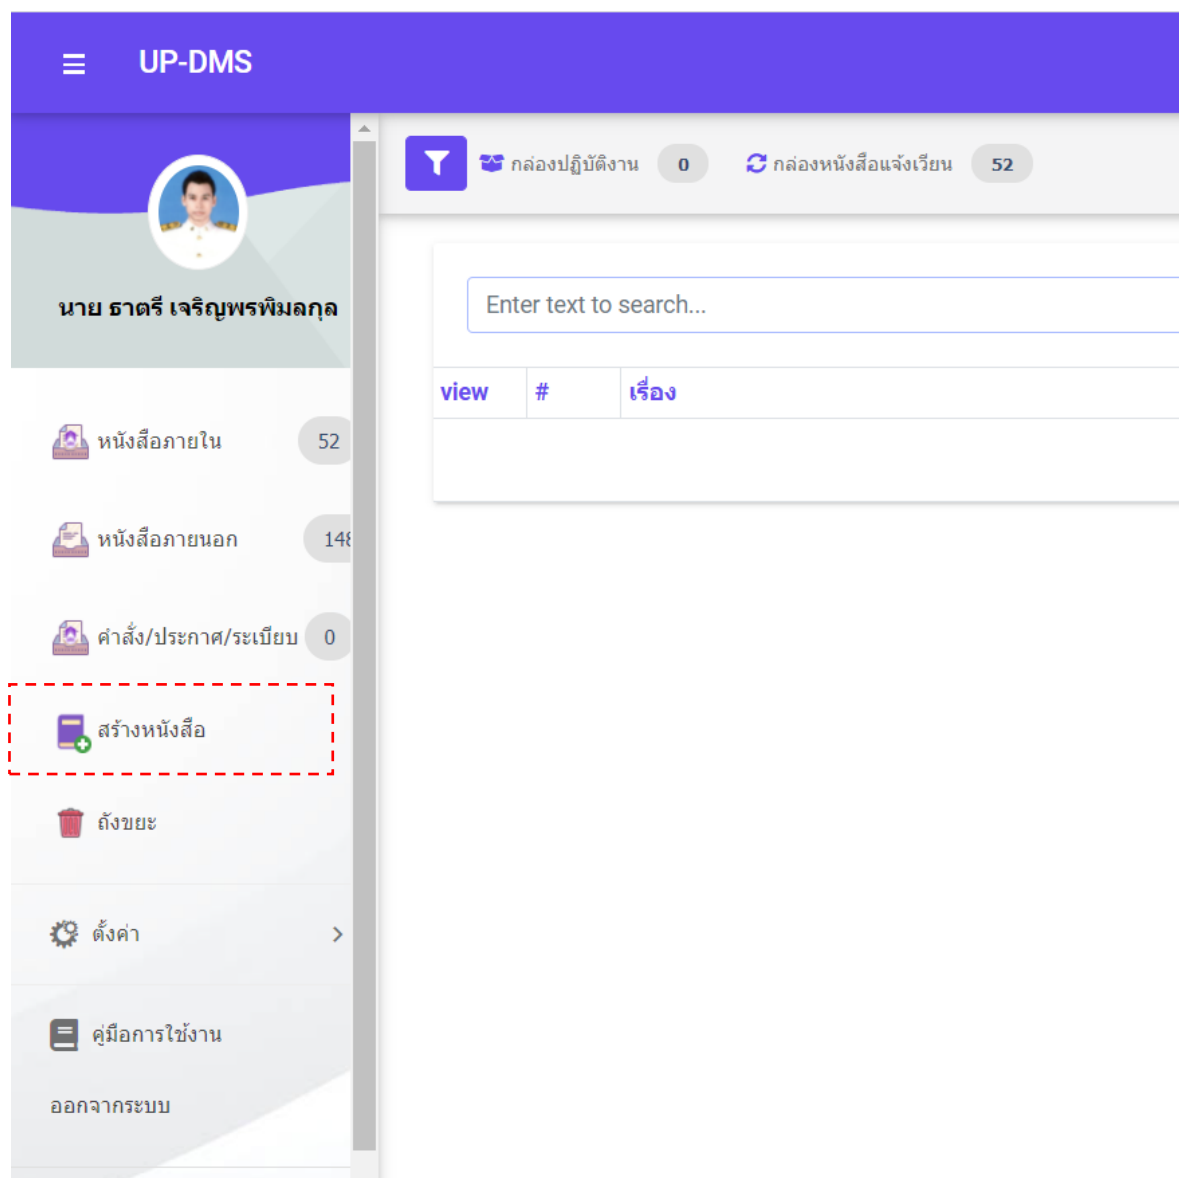 UP-DMS
กล่องปฏิบัติงาน 0 กล่องหนังสือแจ้งเวียน 52
นาย ธาตรี เจริญพรพิมลกุล
Enter text to search...
view # เรื่อง
หนังสือภายใน 52
หนังสือภายนอก 148
คำสั่ง/ประกาศ/ระเบียบ 0
สร้างหนังสือ
ถังขยะ
ตั้งค่า
คู่มือการใช้งาน
ออกจากระบบ